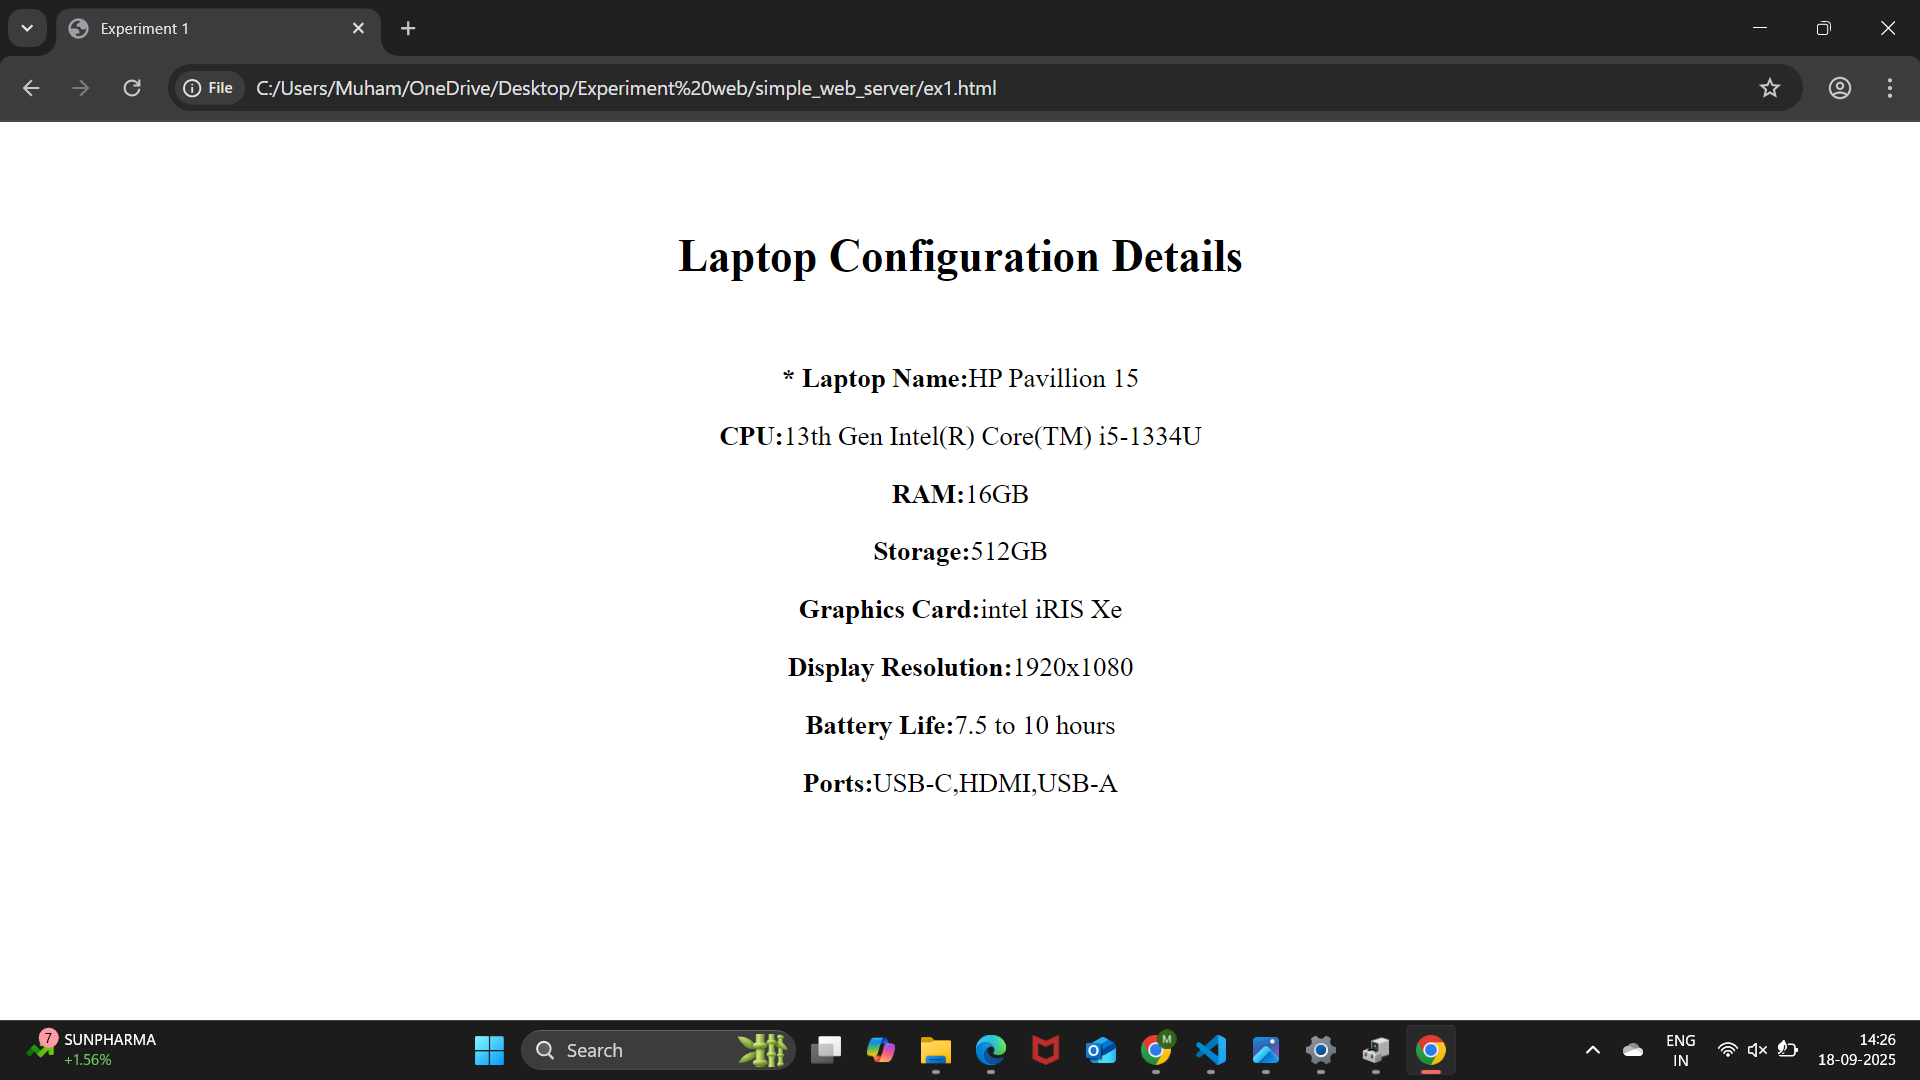 Experiment 1
File C:/Users/Muham/OneDrive/Desktop/Experiment%20web/simple_web_server/ex1.html
Laptop Configuration Details
* Laptop Name:HP Pavillion 15
CPU:13th Gen Intel(R) Core(TM) i5-1334U
RAM:16GB
Storage:512GB
Graphics Card:intel iRIS Xe
Display Resolution:1920x1080
Battery Life:7.5 to 10 hours
Ports:USB-C,HDMI,USB-A
7 SUNPHARMA
+1.56%
Search
M
ENG
IN
14:26
18-09-2025